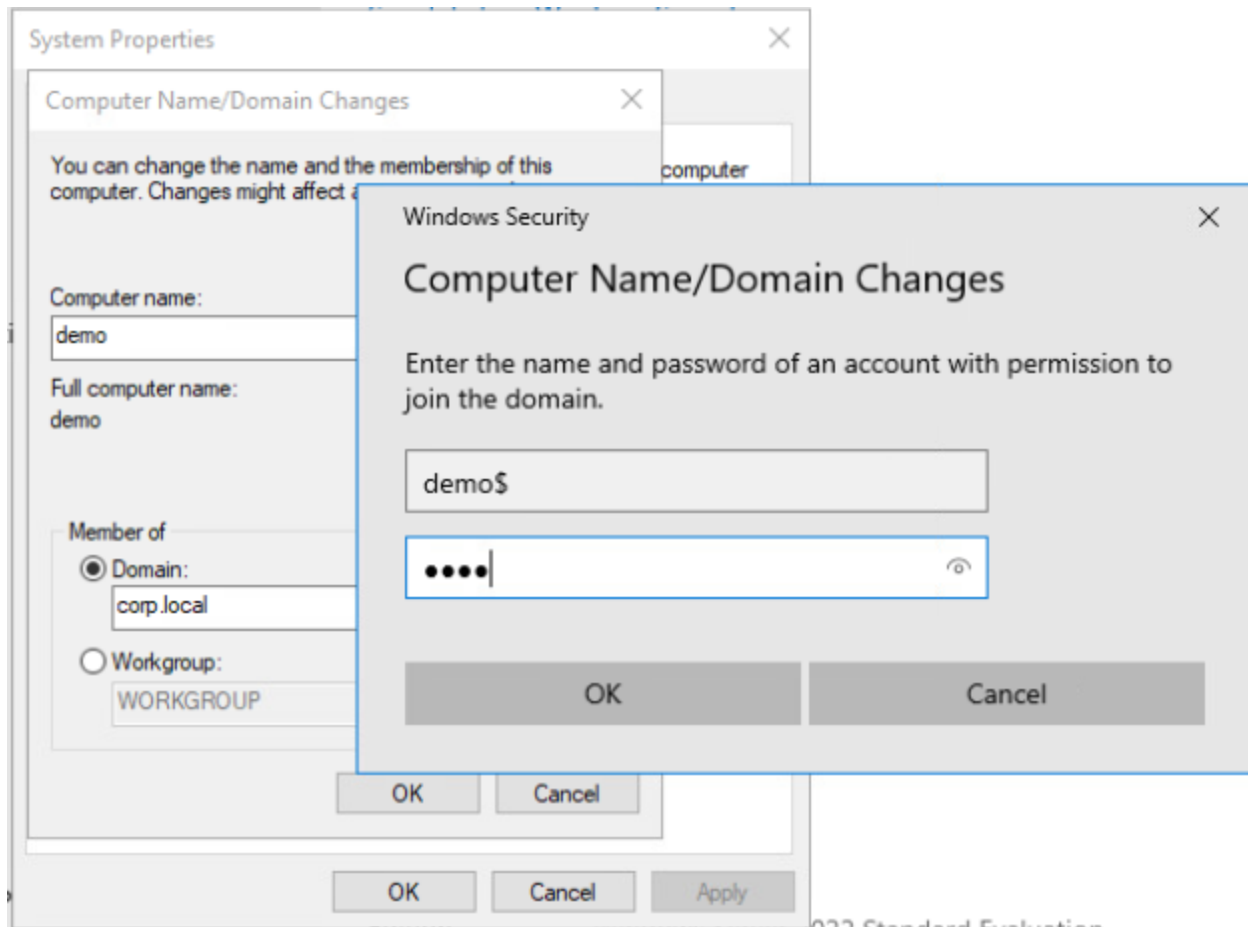 System Properties
Computer Name/Domain Changes
You can change the name and the membership of this
computer. Changes might affect
computer
Computer name:
demo
Full computer name:
demo
Member of
Domain:
corp.local
Workgroup:
WORKGROUP
OK Cancel
OK Cancel Apply
Windows Security
Computer Name/Domain Changes
Enter the name and password of an account with permission to
join the domain.
demo$
••••
OK Cancel
Standard Evaluation